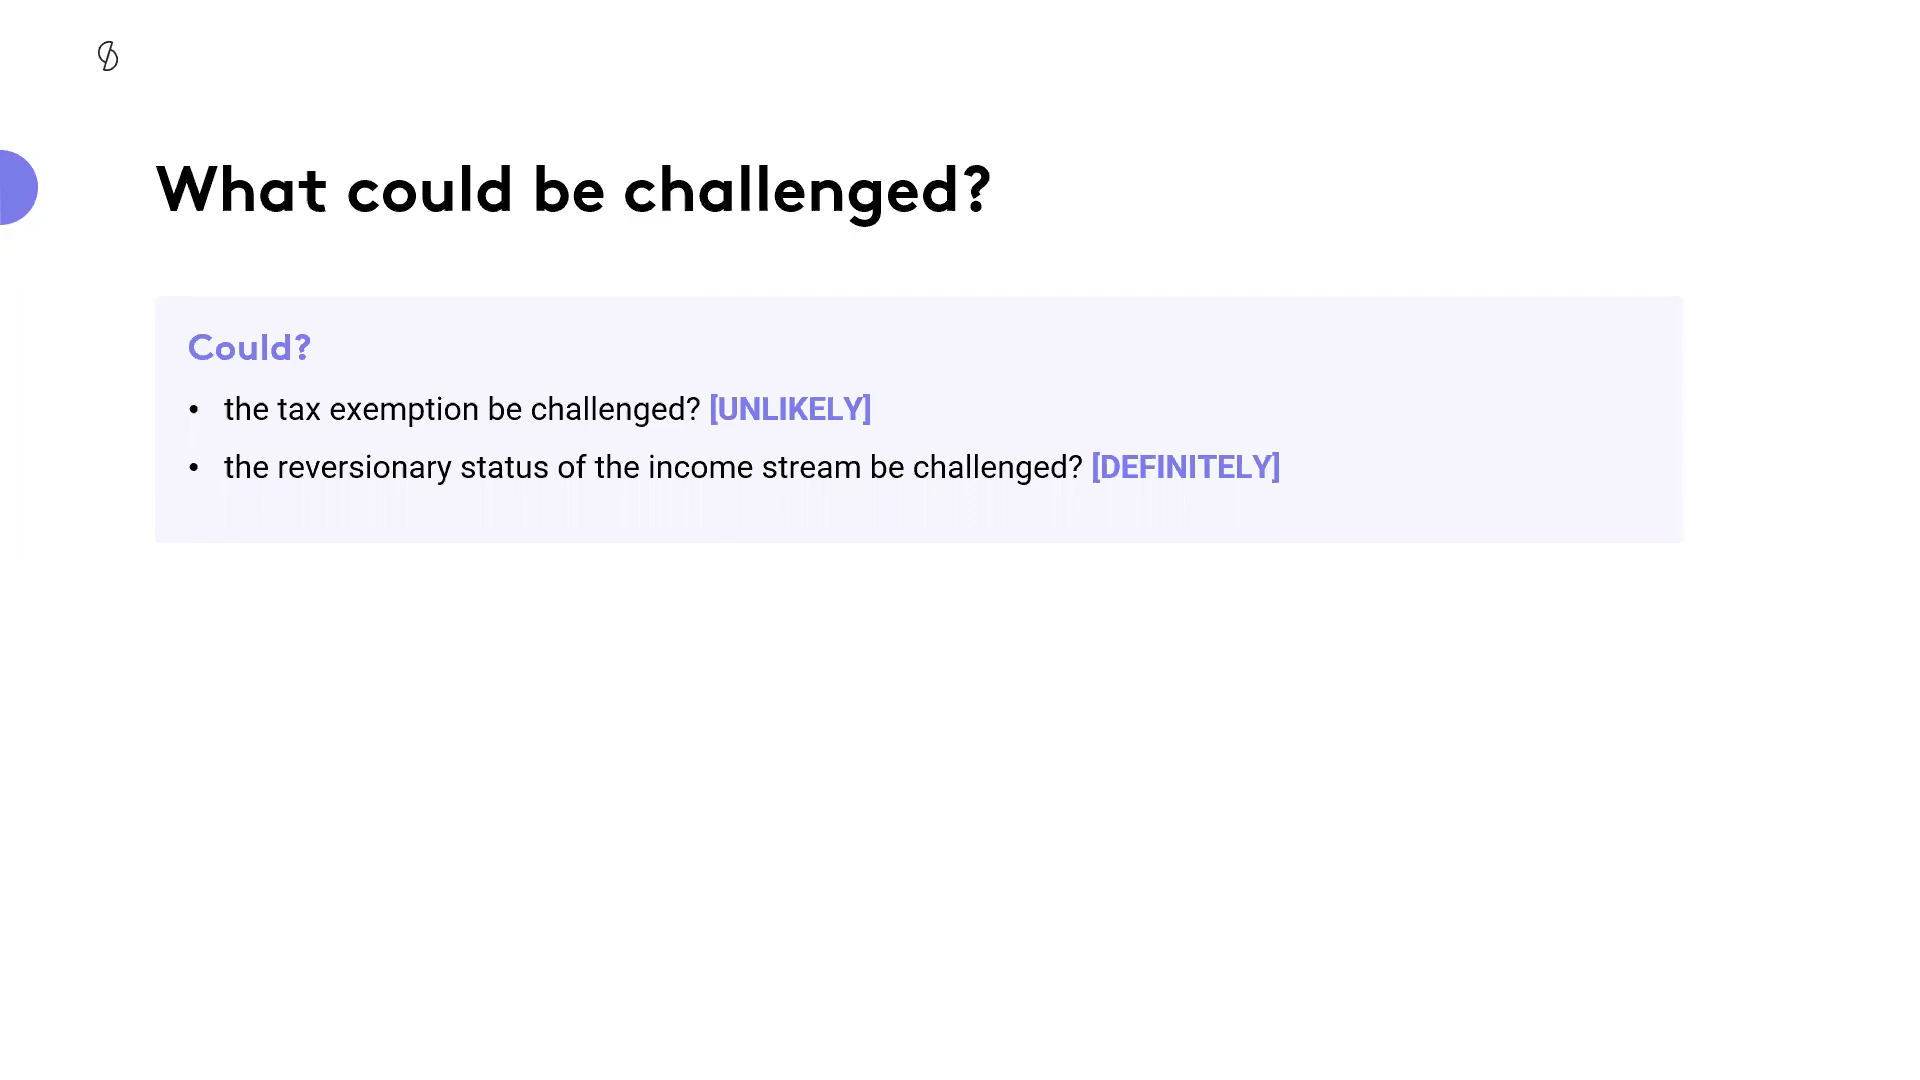 What could be challenged?
Could?
• the tax exemption be challenged? [UNLIKELY]
• the reversionary status of the income stream be challenged? [DEFINITELY]